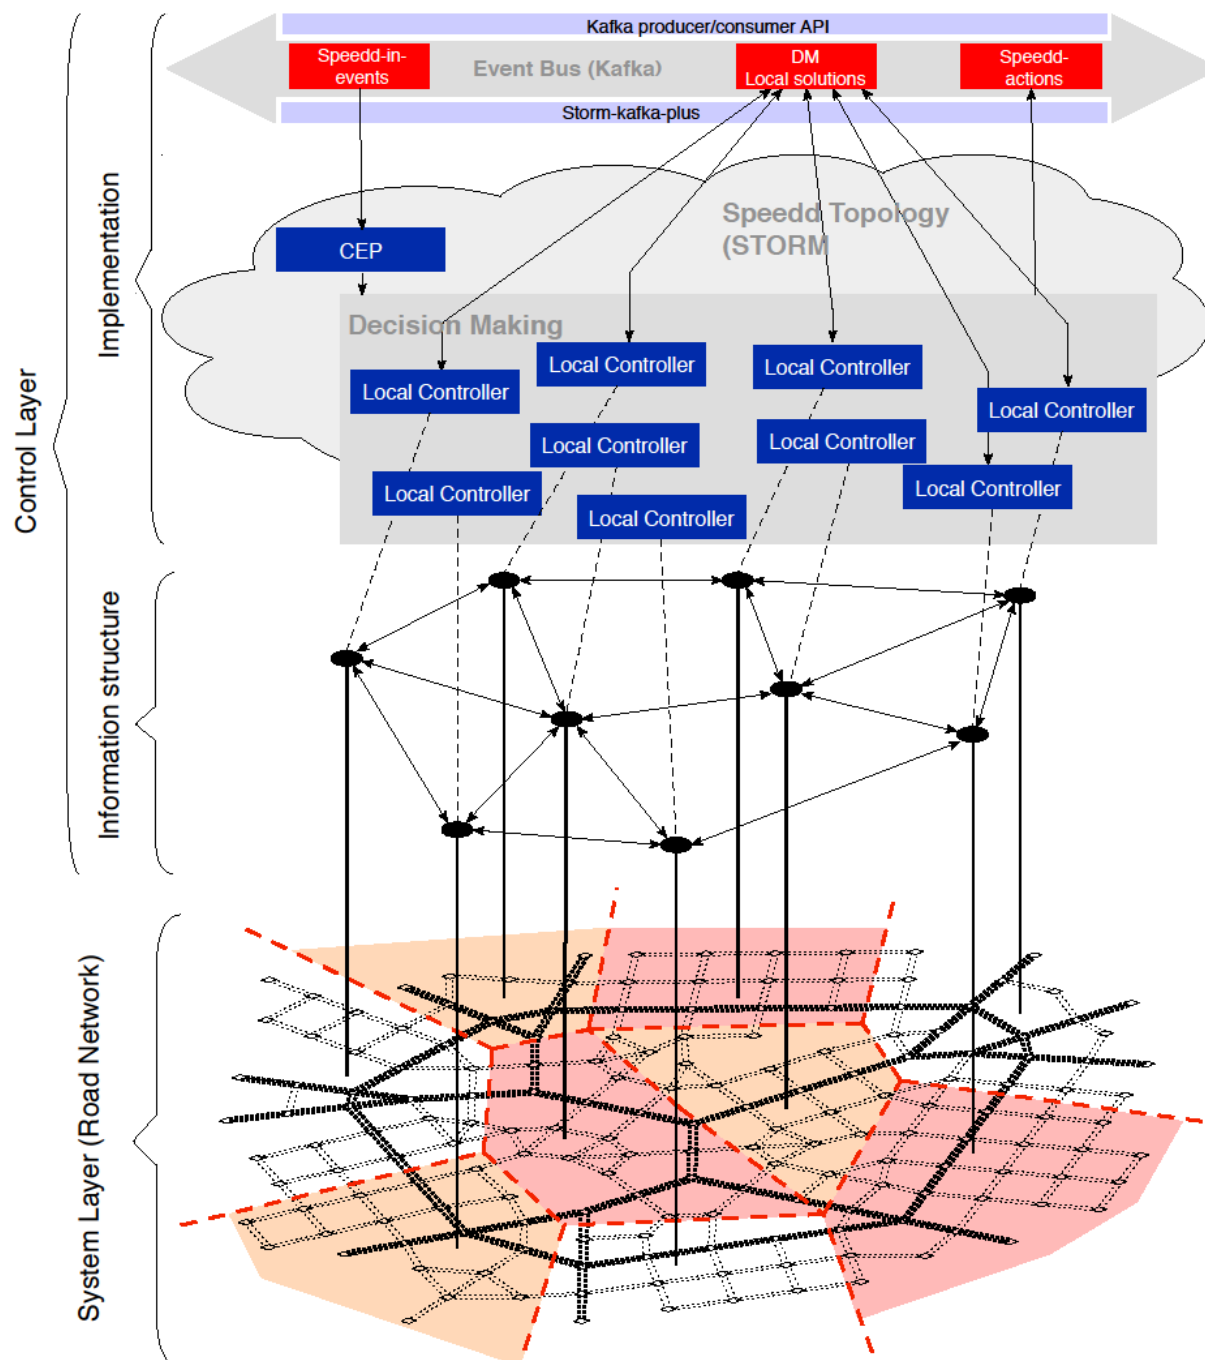 Kafka producer/consumer API
Speedd-in-
events
Event Bus (Kafka)
DM
Local solutions
Speedd-
actions
Storm-kafka-plus
Speedd Topology
(STORM
CEP
Decision Making
Local Controller
Local Controller
Local Controller
Local Controller
Local Controller
Local Controller
Local Controller
Local Controller
Local Controller
Control Layer
Implementation
Information structure
System Layer (Road Network)